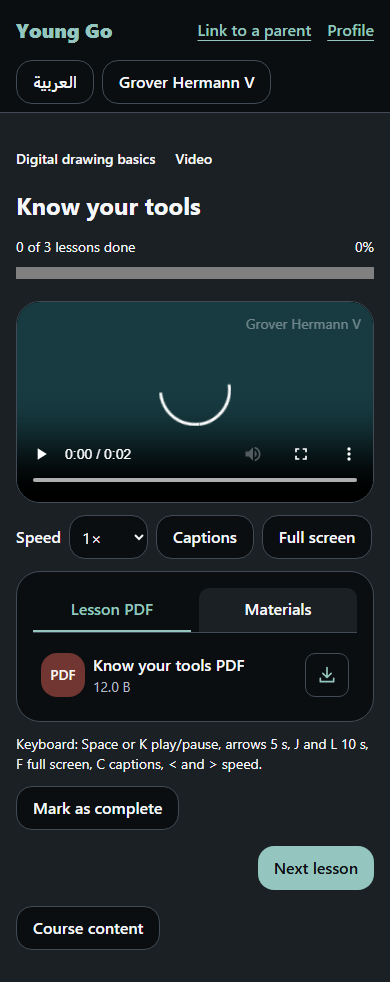 Young Go
Link to a parent
Profile
العربية
Grover Hermann V
Digital drawing basics
Video
Know your tools
0 of 3 lessons done
0%
Grover Hermann V
0:00 / 0:02
Speed
1×
Captions
Full screen
Lesson PDF
Materials
PDF
Know your tools PDF
12.0 B
Keyboard: Space or K play/pause, arrows 5 s, J and L 10 s,
F full screen, C captions, < and > speed.
Mark as complete
Next lesson
Course content